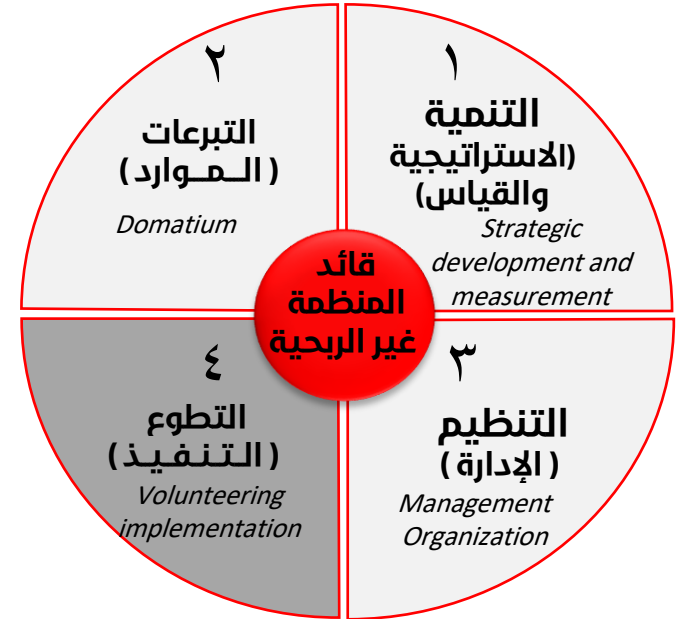 ١
التنمية
(الاستراتيجية
والقياس)
Strategic
development and
measurement
٢
التبرعات
(الـمـوارد)
Domatium
قائد
المنظمة
غير الربحية
٣
التنظيم
(الإدارة)
Management
Organization
٤
التطوع
(الـتـنـفـيـذ)
Volunteering
implementation